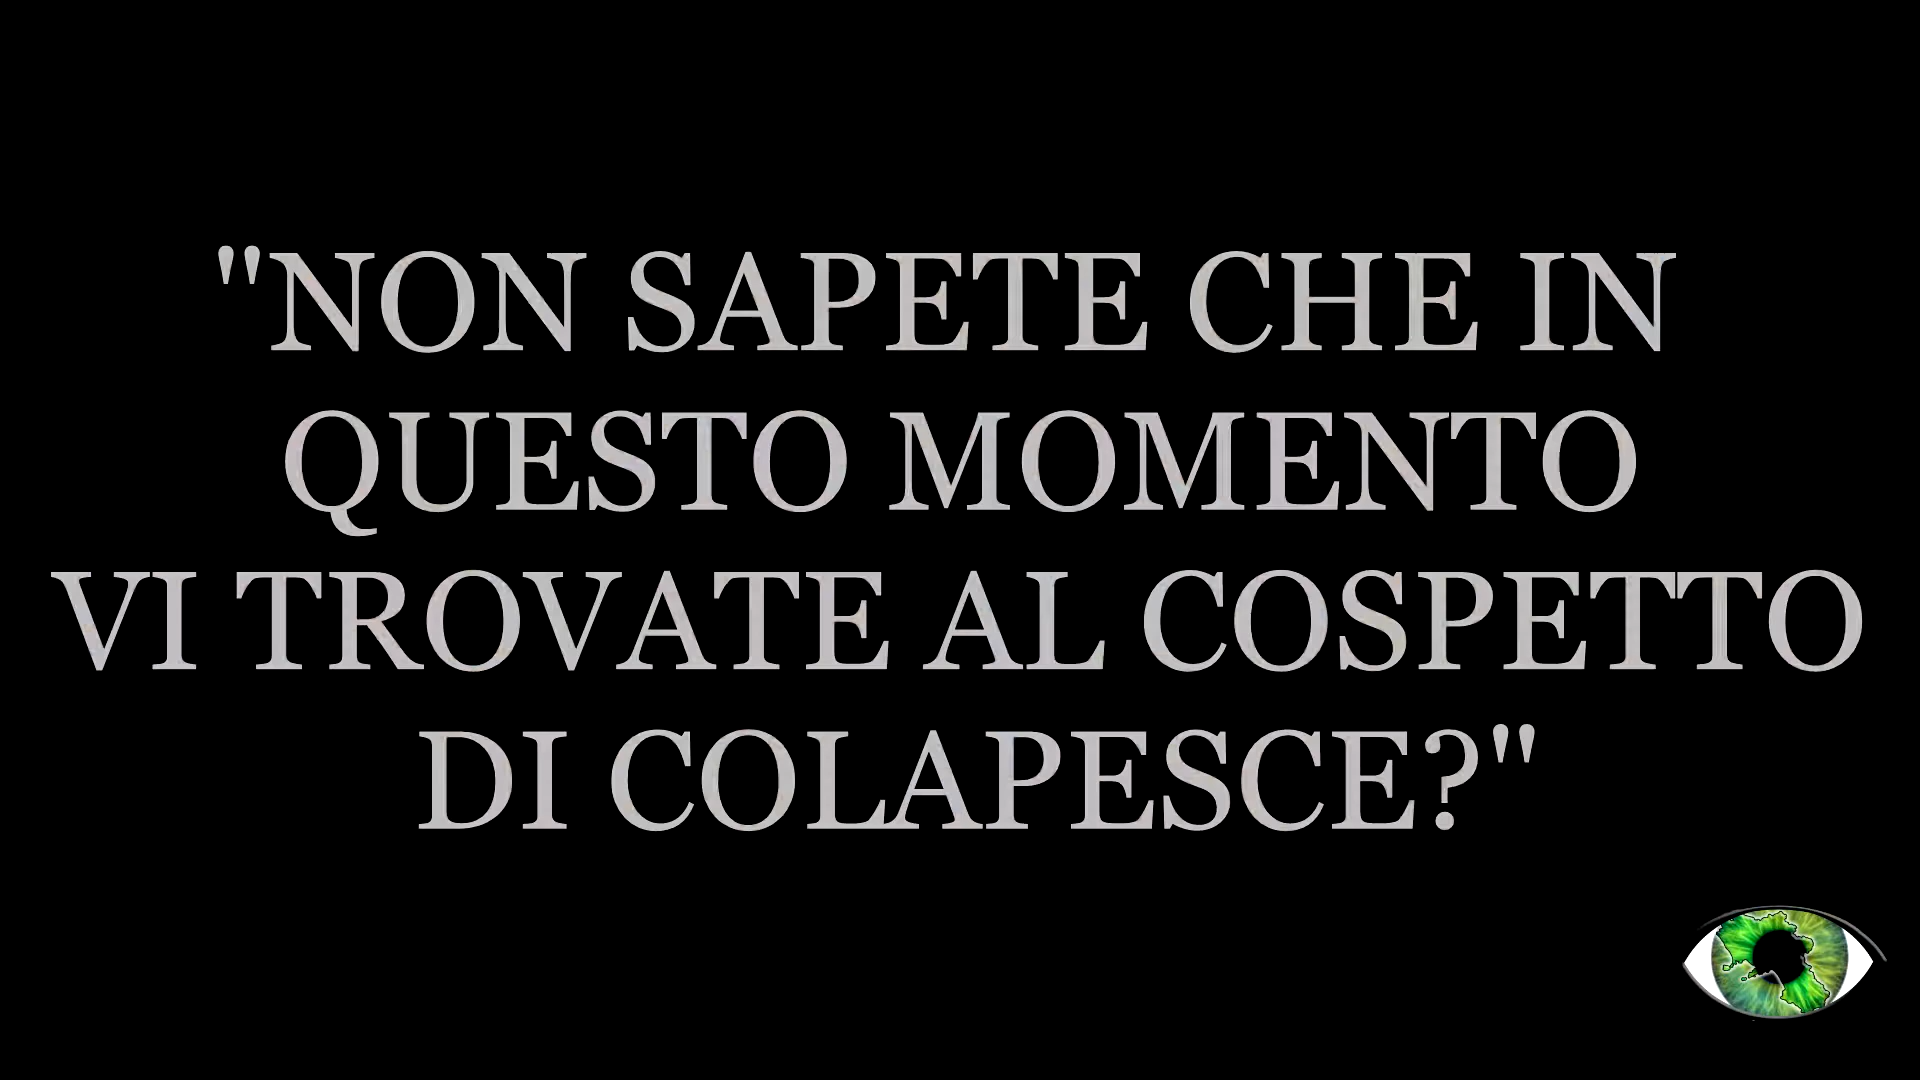 "NON SAPETE CHE IN
QUESTO MOMENTO
VI TROVATE AL COSPETTO
DI COLAPESCE?"